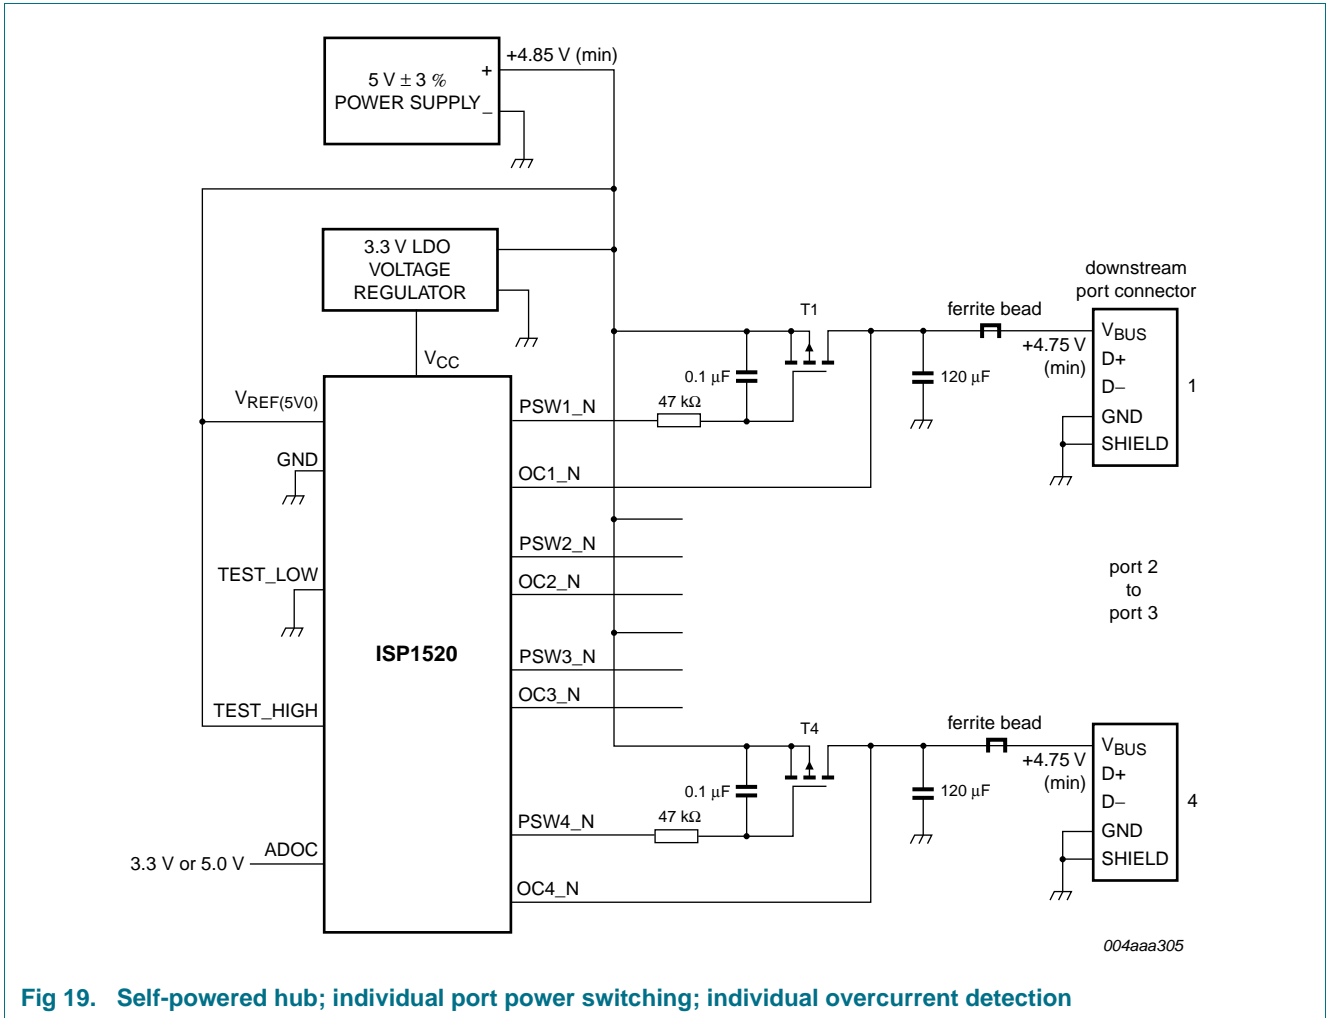 +4.85 V (min)
5 V ± 3 %
POWER SUPPLY
+
–
3.3 V LDO
VOLTAGE
REGULATOR
VCC
VREF(5V0)
GND
TEST_LOW
TEST_HIGH
ADOC
3.3 V or 5.0 V
ISP1520
PSW1_N
OC1_N
PSW2_N
OC2_N
PSW3_N
OC3_N
PSW4_N
OC4_N
47 kΩ
0.1 μF
T1
120 μF
ferrite bead
+4.75 V
(min)
downstream
port connector
VBUS
D+
D−
GND
SHIELD
1
port 2
to
port 3
47 kΩ
0.1 μF
T4
120 μF
ferrite bead
+4.75 V
(min)
VBUS
D+
D−
GND
SHIELD
4
004aaa305
Fig 19. Self-powered hub; individual port power switching; individual overcurrent detection